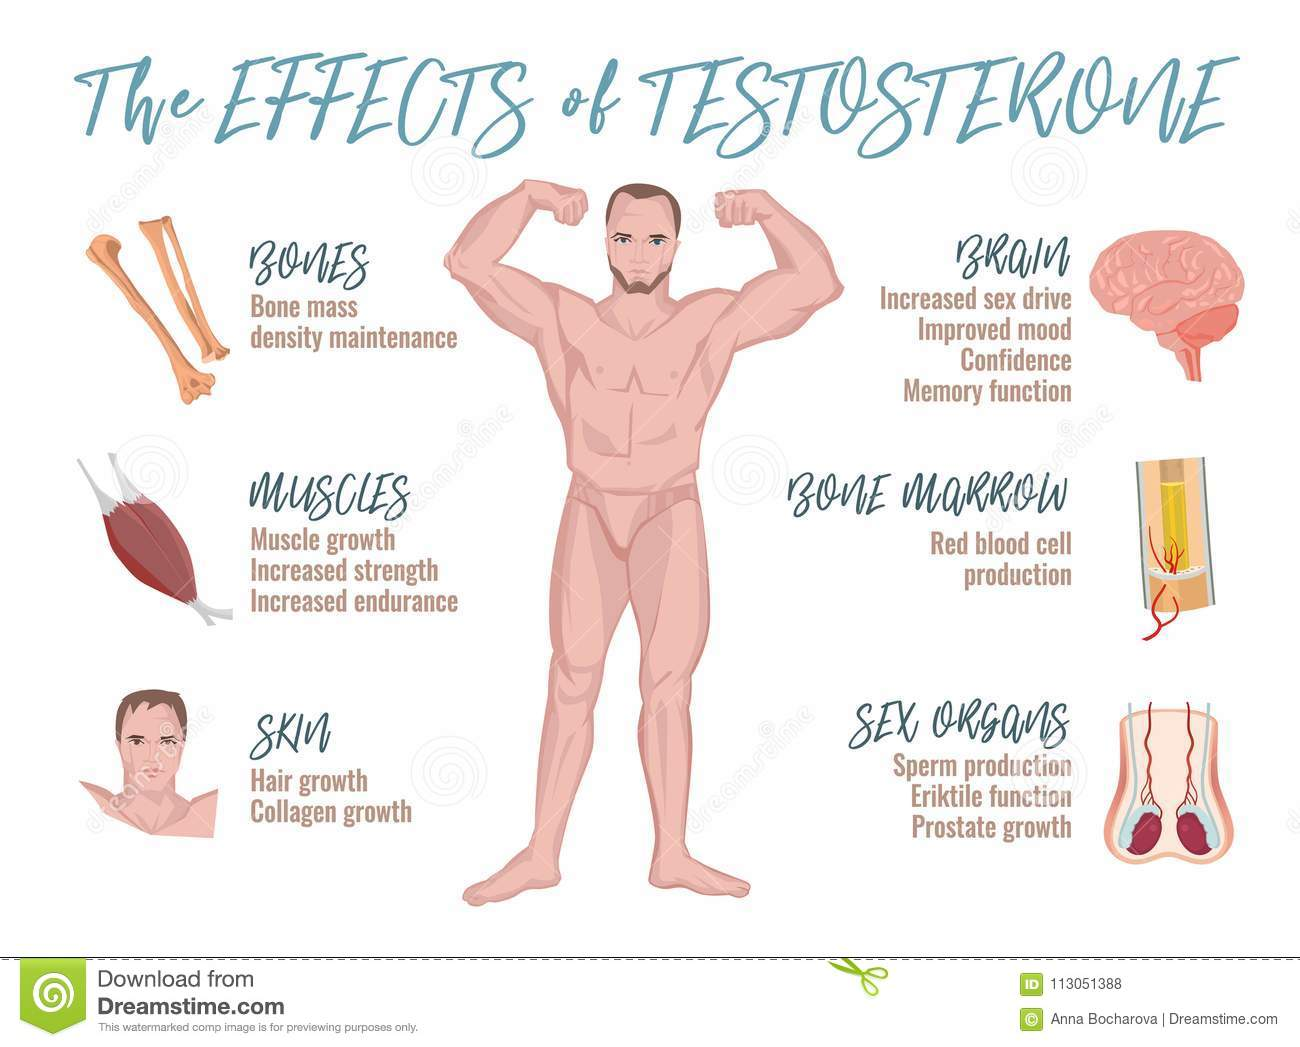 The EFFECTS of TESTOSTERONE
BONES
Bone mass
density maintenance
MUSCLES
Muscle growth
Increased strength
Increased endurance
SKIN
Hair growth
Collagen growth
BRAIN
Increased sex drive
Improved mood
Confidence
Memory function
BONE MARROW
Red blood cell
production
SEX ORGANS
Sperm production
Eriktile function
Prostate growth
Download from
Dreamstime.com
This watermarked comp image is for previewing purposes only.
ID 113051388
© Anna Bocharova | Dreamstime.com